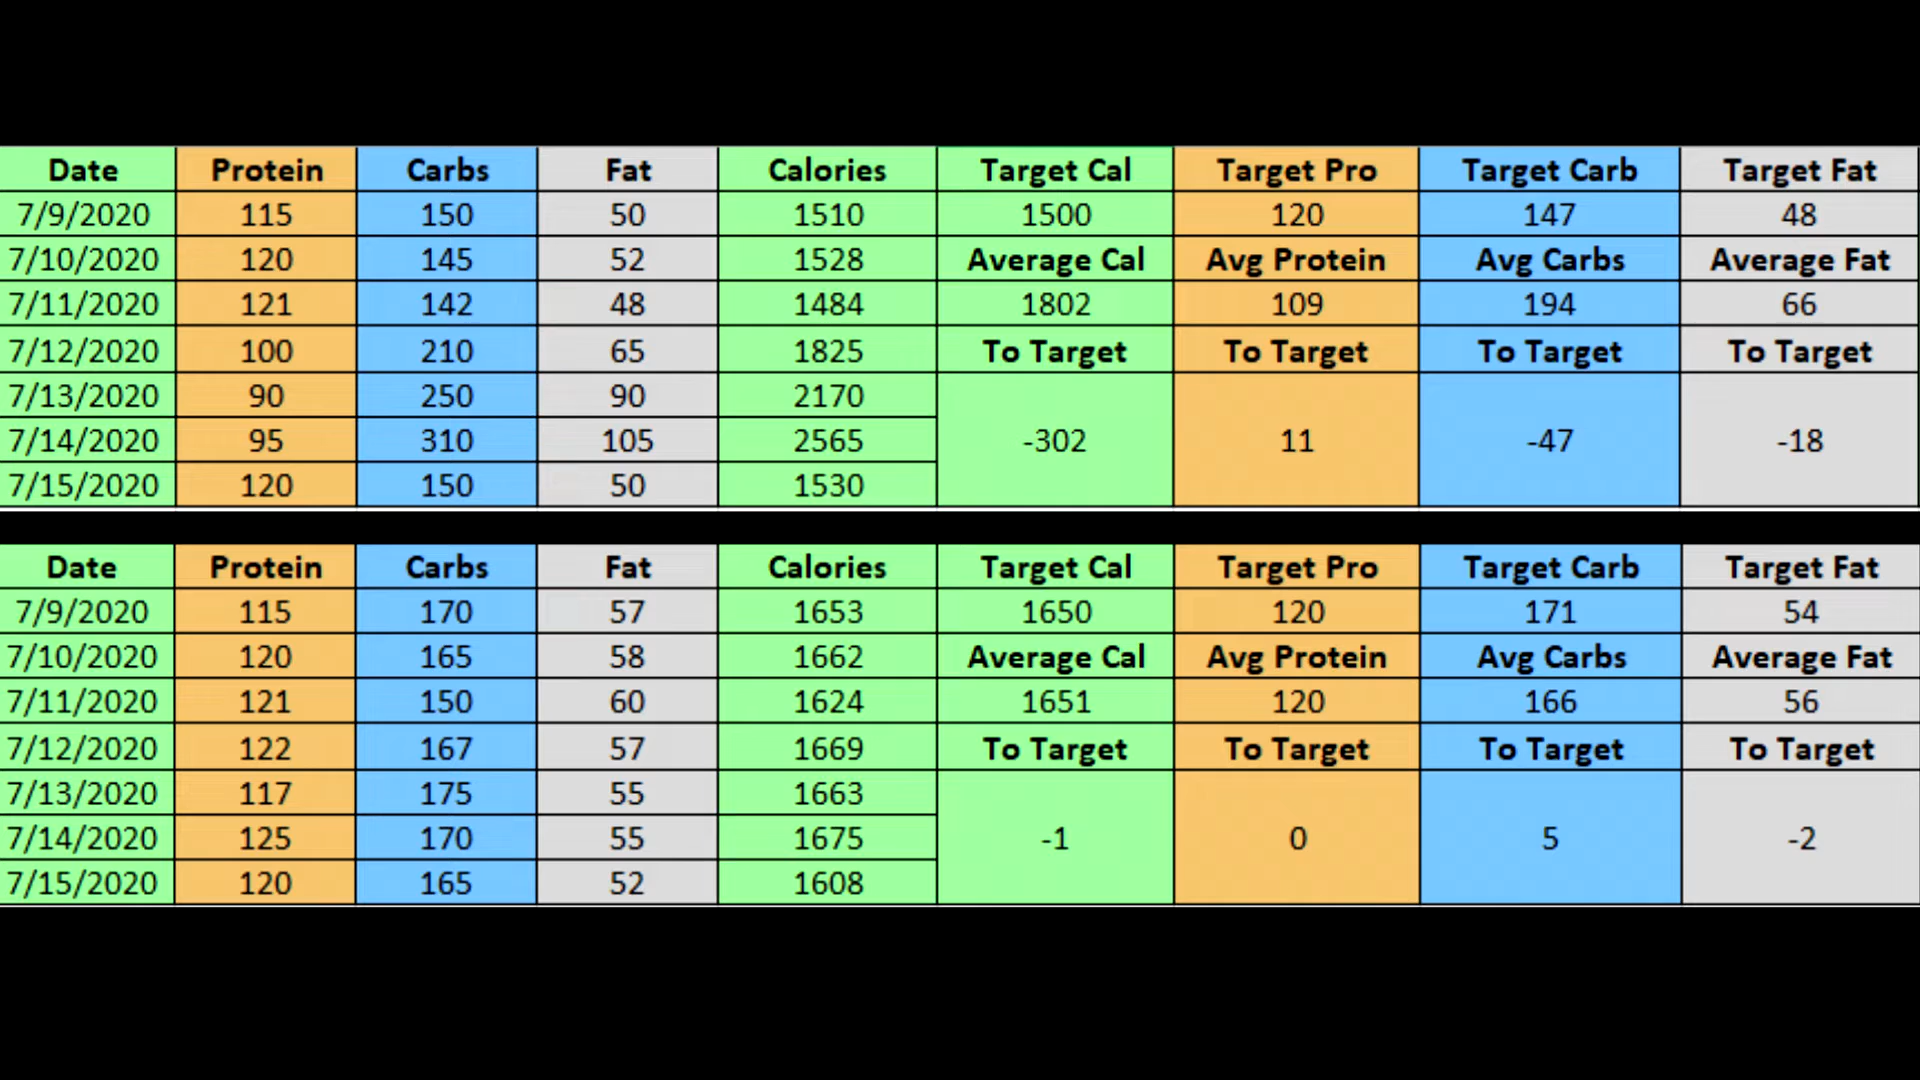 Date Protein Carbs Fat Calories Target Cal Target Pro Target Carb Target Fat
7/9/2020 115 150 50 1510 1500 120 147 48
7/10/2020 120 145 52 1528 Average Cal Avg Protein Avg Carbs Average Fat
7/11/2020 121 142 48 1484 1802 109 194 66
7/12/2020 100 210 65 1825 To Target To Target To Target To Target
7/13/2020 90 250 90 2170
7/14/2020 95 310 105 2565 -302 11 -47 -18
7/15/2020 120 150 50 1530
Date Protein Carbs Fat Calories Target Cal Target Pro Target Carb Target Fat
7/9/2020 115 170 57 1653 1650 120 171 54
7/10/2020 120 165 58 1662 Average Cal Avg Protein Avg Carbs Average Fat
7/11/2020 121 150 60 1624 1651 120 166 56
7/12/2020 122 167 57 1669 To Target To Target To Target To Target
7/13/2020 117 175 55 1663
7/14/2020 125 170 55 1675 -1 0 5 -2
7/15/2020 120 165 52 1608